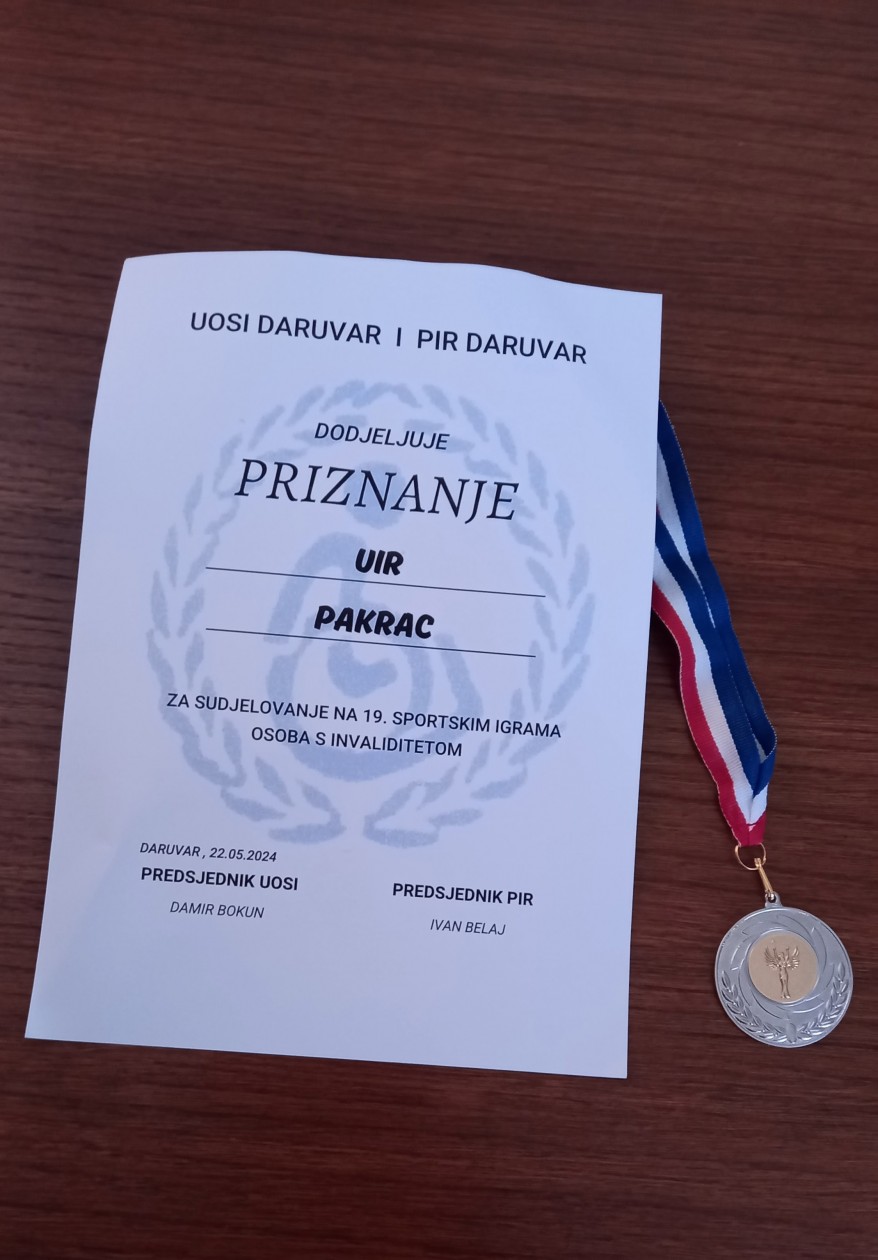 UOSI DARUVAR I PIR DARUVAR
DODJELJUJE
PRIZNANJE
UIR
PAKRAC
ZA SUDJELOVANJE NA 19. SPORTSKIM IGRAMA
OSOBA S INVALIDITETOM
DARUVAR , 22.05.2024
PREDSJEDNIK UOSI
DAMIR BOKUN
PREDSJEDNIK PIR
IVAN BELAJ